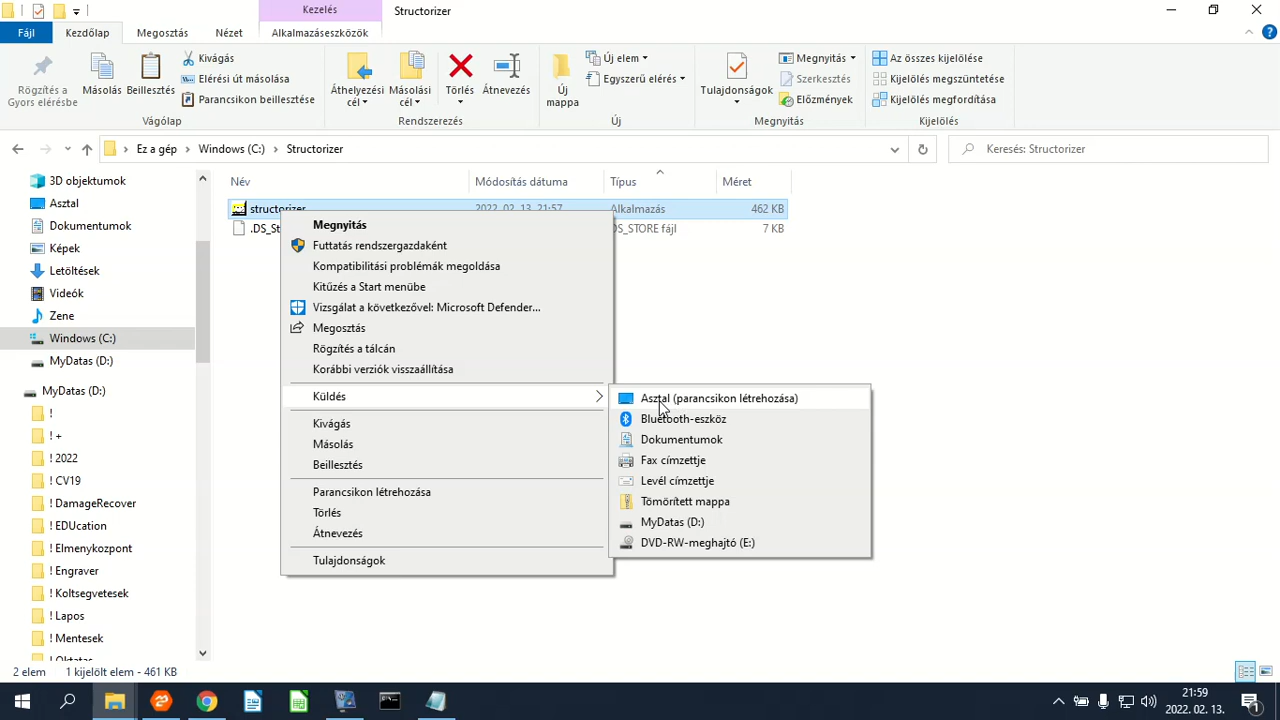 Kezelés
Structorizer
Fájl
Kezdőlap
Megosztás
Nézet
Alkalmazáseszközök
Rögzítés a Gyors elérésbe
Másolás
Beillesztés
Kivágás
Elérési út másolása
Parancsikon beillesztése
Vágólap
Áthelyezési cél
Másolási cél
Törlés
Átnevezés
Rendszerezés
Új mappa
Új elem
Egyszerű elérés
Új
Tulajdonságok
Megnyitás
Szerkesztés
Előzmények
Megnyitás
Az összes kijelölése
Kijelölés megszüntetése
Kijelölés megfordítása
Kijelölés
Ez a gép
Windows (C:)
Structorizer
Keresés: Structorizer
3D objektumok
Asztal
Dokumentumok
Képek
Letöltések
Videók
Zene
Windows (C:)
MyDatas (D:)
MyDatas (D:)
!
! +
! 2022
! CV19
! DamageRecover
! EDUcation
! Elmenykozpont
! Engraver
! Koltsegvetesek
! Lapos
! Mentesek
! Oktatas
Név
Módosítás dátuma
Típus
Méret
structorizer
2022. 02. 13. 21:57
Alkalmazás
462 KB
.DS_St
DS_STORE fájl
7 KB
Megnyitás
Futtatás rendszergazdaként
Kompatibilitási problémák megoldása
Kitűzés a Start menübe
Vizsgálat a következővel: Microsoft Defender...
Megosztás
Rögzítés a tálcán
Korábbi verziók visszaállítása
Küldés
Kivágás
Másolás
Beillesztés
Parancsikon létrehozása
Törlés
Átnevezés
Tulajdonságok
Asztal (parancsikon létrehozása)
Bluetooth-eszköz
Dokumentumok
Fax címzettje
Levél címzettje
Tömörített mappa
MyDatas (D:)
DVD-RW-meghajtó (E:)
2 elem
1 kijelölt elem - 461 KB
21:59
2022. 02. 13.
1